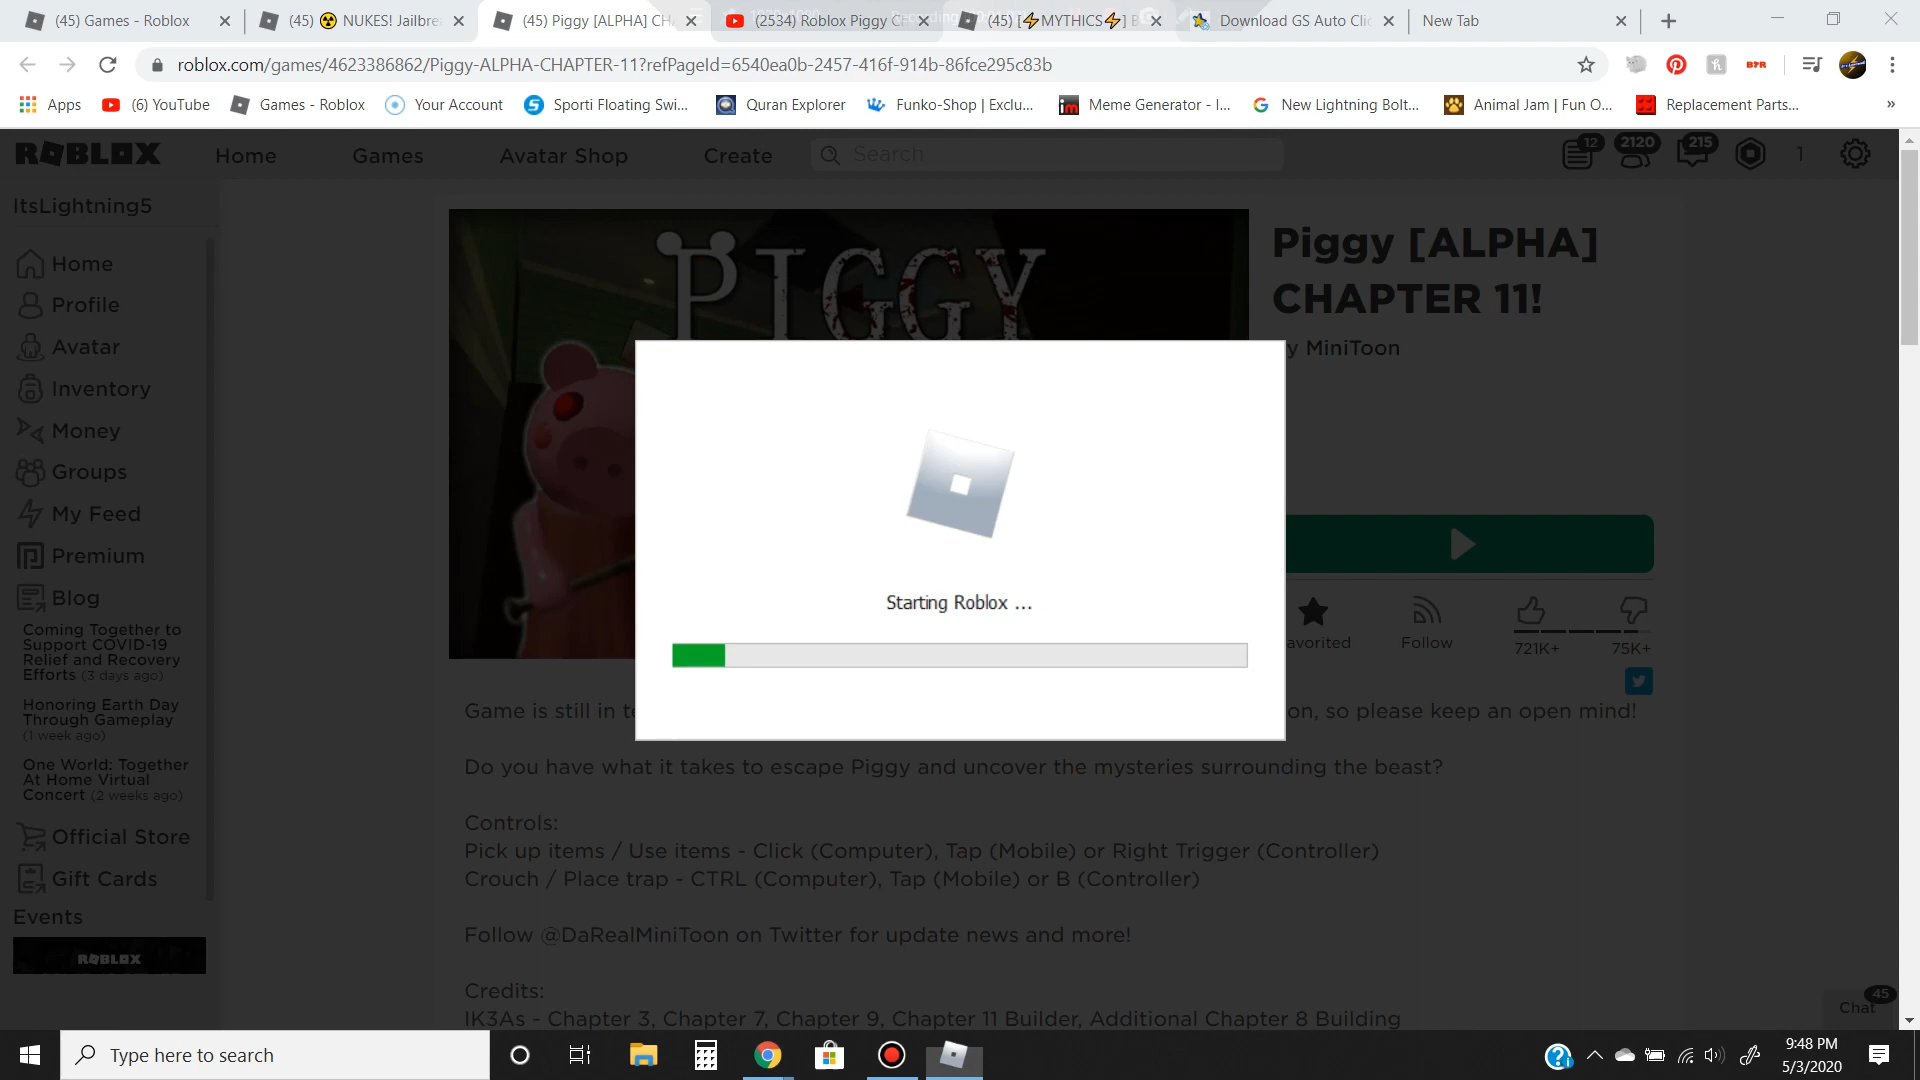 (45) Games - Roblox
(45) ☢ NUKES! Jailbrea
(45) Piggy [ALPHA] CHA
(2534) Roblox Piggy C
(45) [⚡MYTHICS⚡] B
Download GS Auto Clic
New Tab
roblox.com/games/4623386862/Piggy-ALPHA-CHAPTER-11?refPageId=6540ea0b-2457-416f-914b-86fce295c83b
Apps
(6) YouTube
Games - Roblox
Your Account
Sporti Floating Swi...
Quran Explorer
Funko-Shop | Exclu...
Meme Generator - I...
New Lightning Bolt...
Animal Jam | Fun O...
Replacement Parts...
»
ROBLOX
Home
Games
Avatar Shop
Create
Search
12
2120
215
1
ItsLightning5
Home
Profile
Avatar
Inventory
Money
Groups
My Feed
Premium
Blog
Coming Together to
Support COVID-19
Relief and Recovery
Efforts (3 days ago)
Honoring Earth Day
Through Gameplay
(1 week ago)
One World: Together
At Home Virtual
Concert (2 weeks ago)
Official Store
Gift Cards
Events
ROBLOX
PIGGY
Piggy [ALPHA]
CHAPTER 11!
y MiniToon
Starting Roblox ...
avorited
Follow
721K+
75K+
Game is still in te
on, so please keep an open mind!
Do you have what it takes to escape Piggy and uncover the mysteries surrounding the beast?
Controls:
Pick up items / Use items - Click (Computer), Tap (Mobile) or Right Trigger (Controller)
Crouch / Place trap - CTRL (Computer), Tap (Mobile) or B (Controller)
Follow @DaRealMiniToon on Twitter for update news and more!
Credits:
IK3As - Chapter 3, Chapter 7, Chapter 9, Chapter 11 Builder, Additional Chapter 8 Building
Chat
45
Type here to search
9:48 PM
5/3/2020